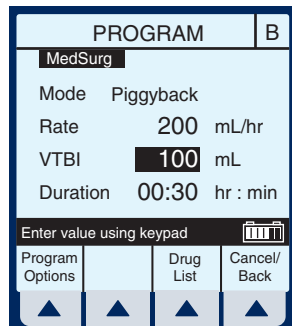 PROGRAM B
MedSurg
Mode Piggyback
Rate 200 mL/hr
VTBI 100 mL
Duration 00:30 hr : min
Enter value using keypad
Program Options
Drug List
Cancel/ Back